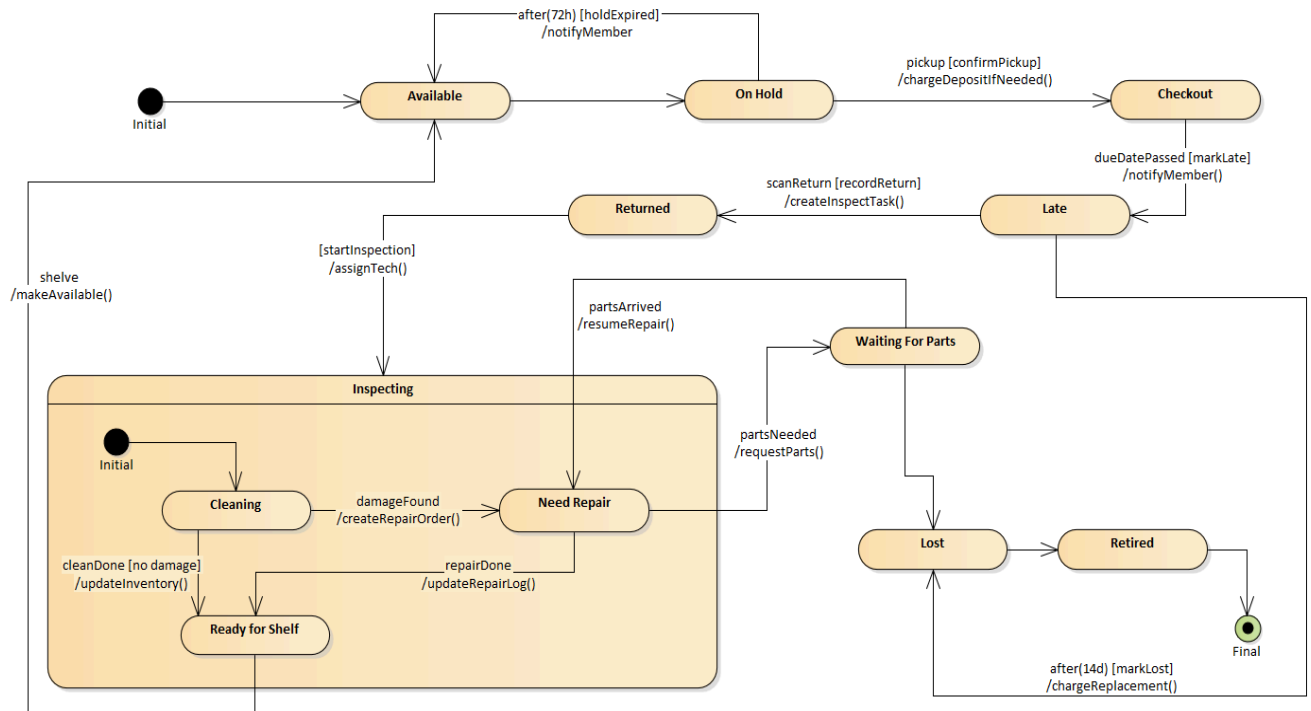 after(72h) [holdExpired]
/notifyMember
pickup [confirmPickup]
/chargeDepositIfNeeded()
Available
On Hold
Checkout
Initial
dueDatePassed [markLate]
/notifyMember()
scanReturn [recordReturn]
/createInspectTask()
Returned
Late
[startInspection]
/assignTech()
shelve
/makeAvailable()
partsArrived
/resumeRepair()
Waiting For Parts
Inspecting
partsNeeded
/requestParts()
Initial
Cleaning
damageFound
/createRepairOrder()
Need Repair
Lost
Retired
cleanDone [no damage]
/updateInventory()
repairDone
/updateRepairLog()
Ready for Shelf
Final
after(14d) [markLost]
/chargeReplacement()